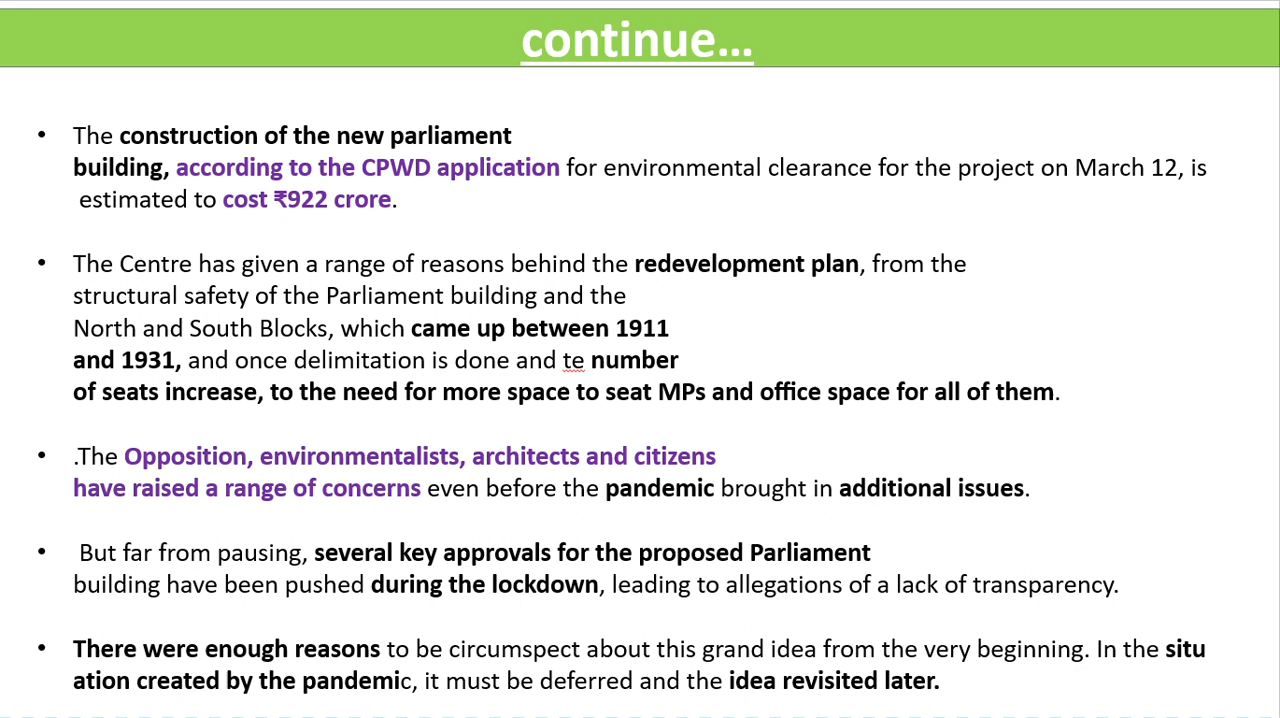 continue...
• The construction of the new parliament
building, according to the CPWD application for environmental clearance for the project on March 12, is
estimated to cost ₹922 crore.
• The Centre has given a range of reasons behind the redevelopment plan, from the
structural safety of the Parliament building and the
North and South Blocks, which came up between 1911
and 1931, and once delimitation is done and te number
of seats increase, to the need for more space to seat MPs and office space for all of them.
• .The Opposition, environmentalists, architects and citizens
have raised a range of concerns even before the pandemic brought in additional issues.
• But far from pausing, several key approvals for the proposed Parliament
building have been pushed during the lockdown, leading to allegations of a lack of transparency.
• There were enough reasons to be circumspect about this grand idea from the very beginning. In the situ
ation created by the pandemic, it must be deferred and the idea revisited later.